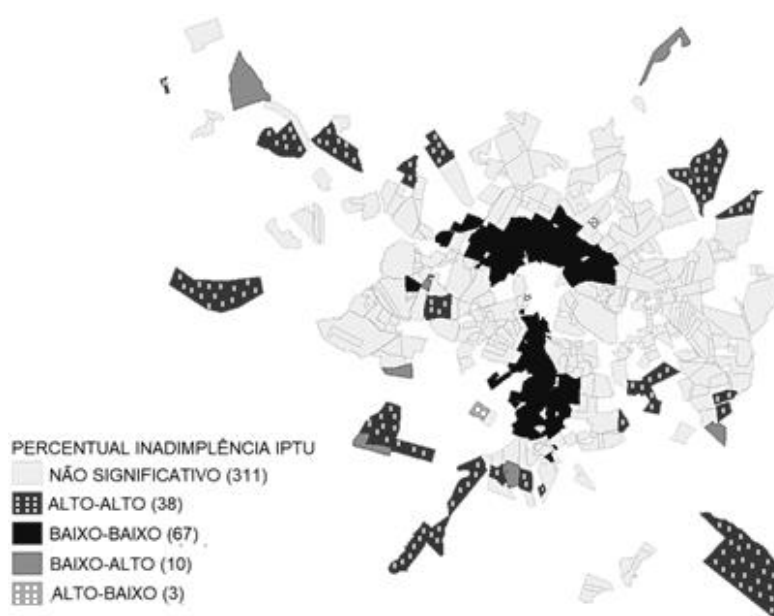 PERCENTUAL INADIMPLÊNCIA IPTU
NÃO SIGNIFICATIVO (311)
ALTO-ALTO (38)
BAIXO-BAIXO (67)
BAIXO-ALTO (10)
ALTO-BAIXO (3)